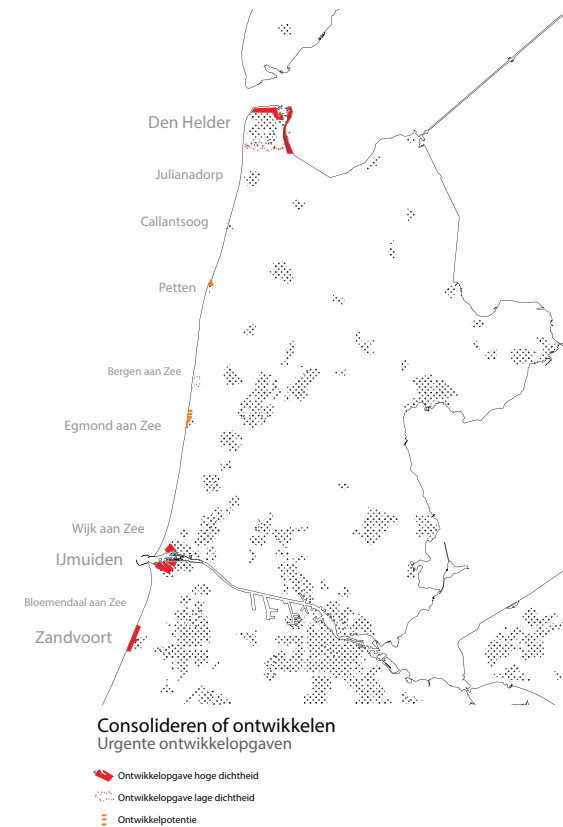 Den Helder
Julianadorp
Callantsoog
Petten
Bergen aan Zee
Egmond aan Zee
Wijk aan Zee
IJmuiden
Bloemendaal aan Zee
Zandvoort
Consolideren of ontwikkelen
Urgente ontwikkelopgaven
Ontwikkelopgave hoge dichtheid
Ontwikkelopgave lage dichtheid
Ontwikkelpotentie